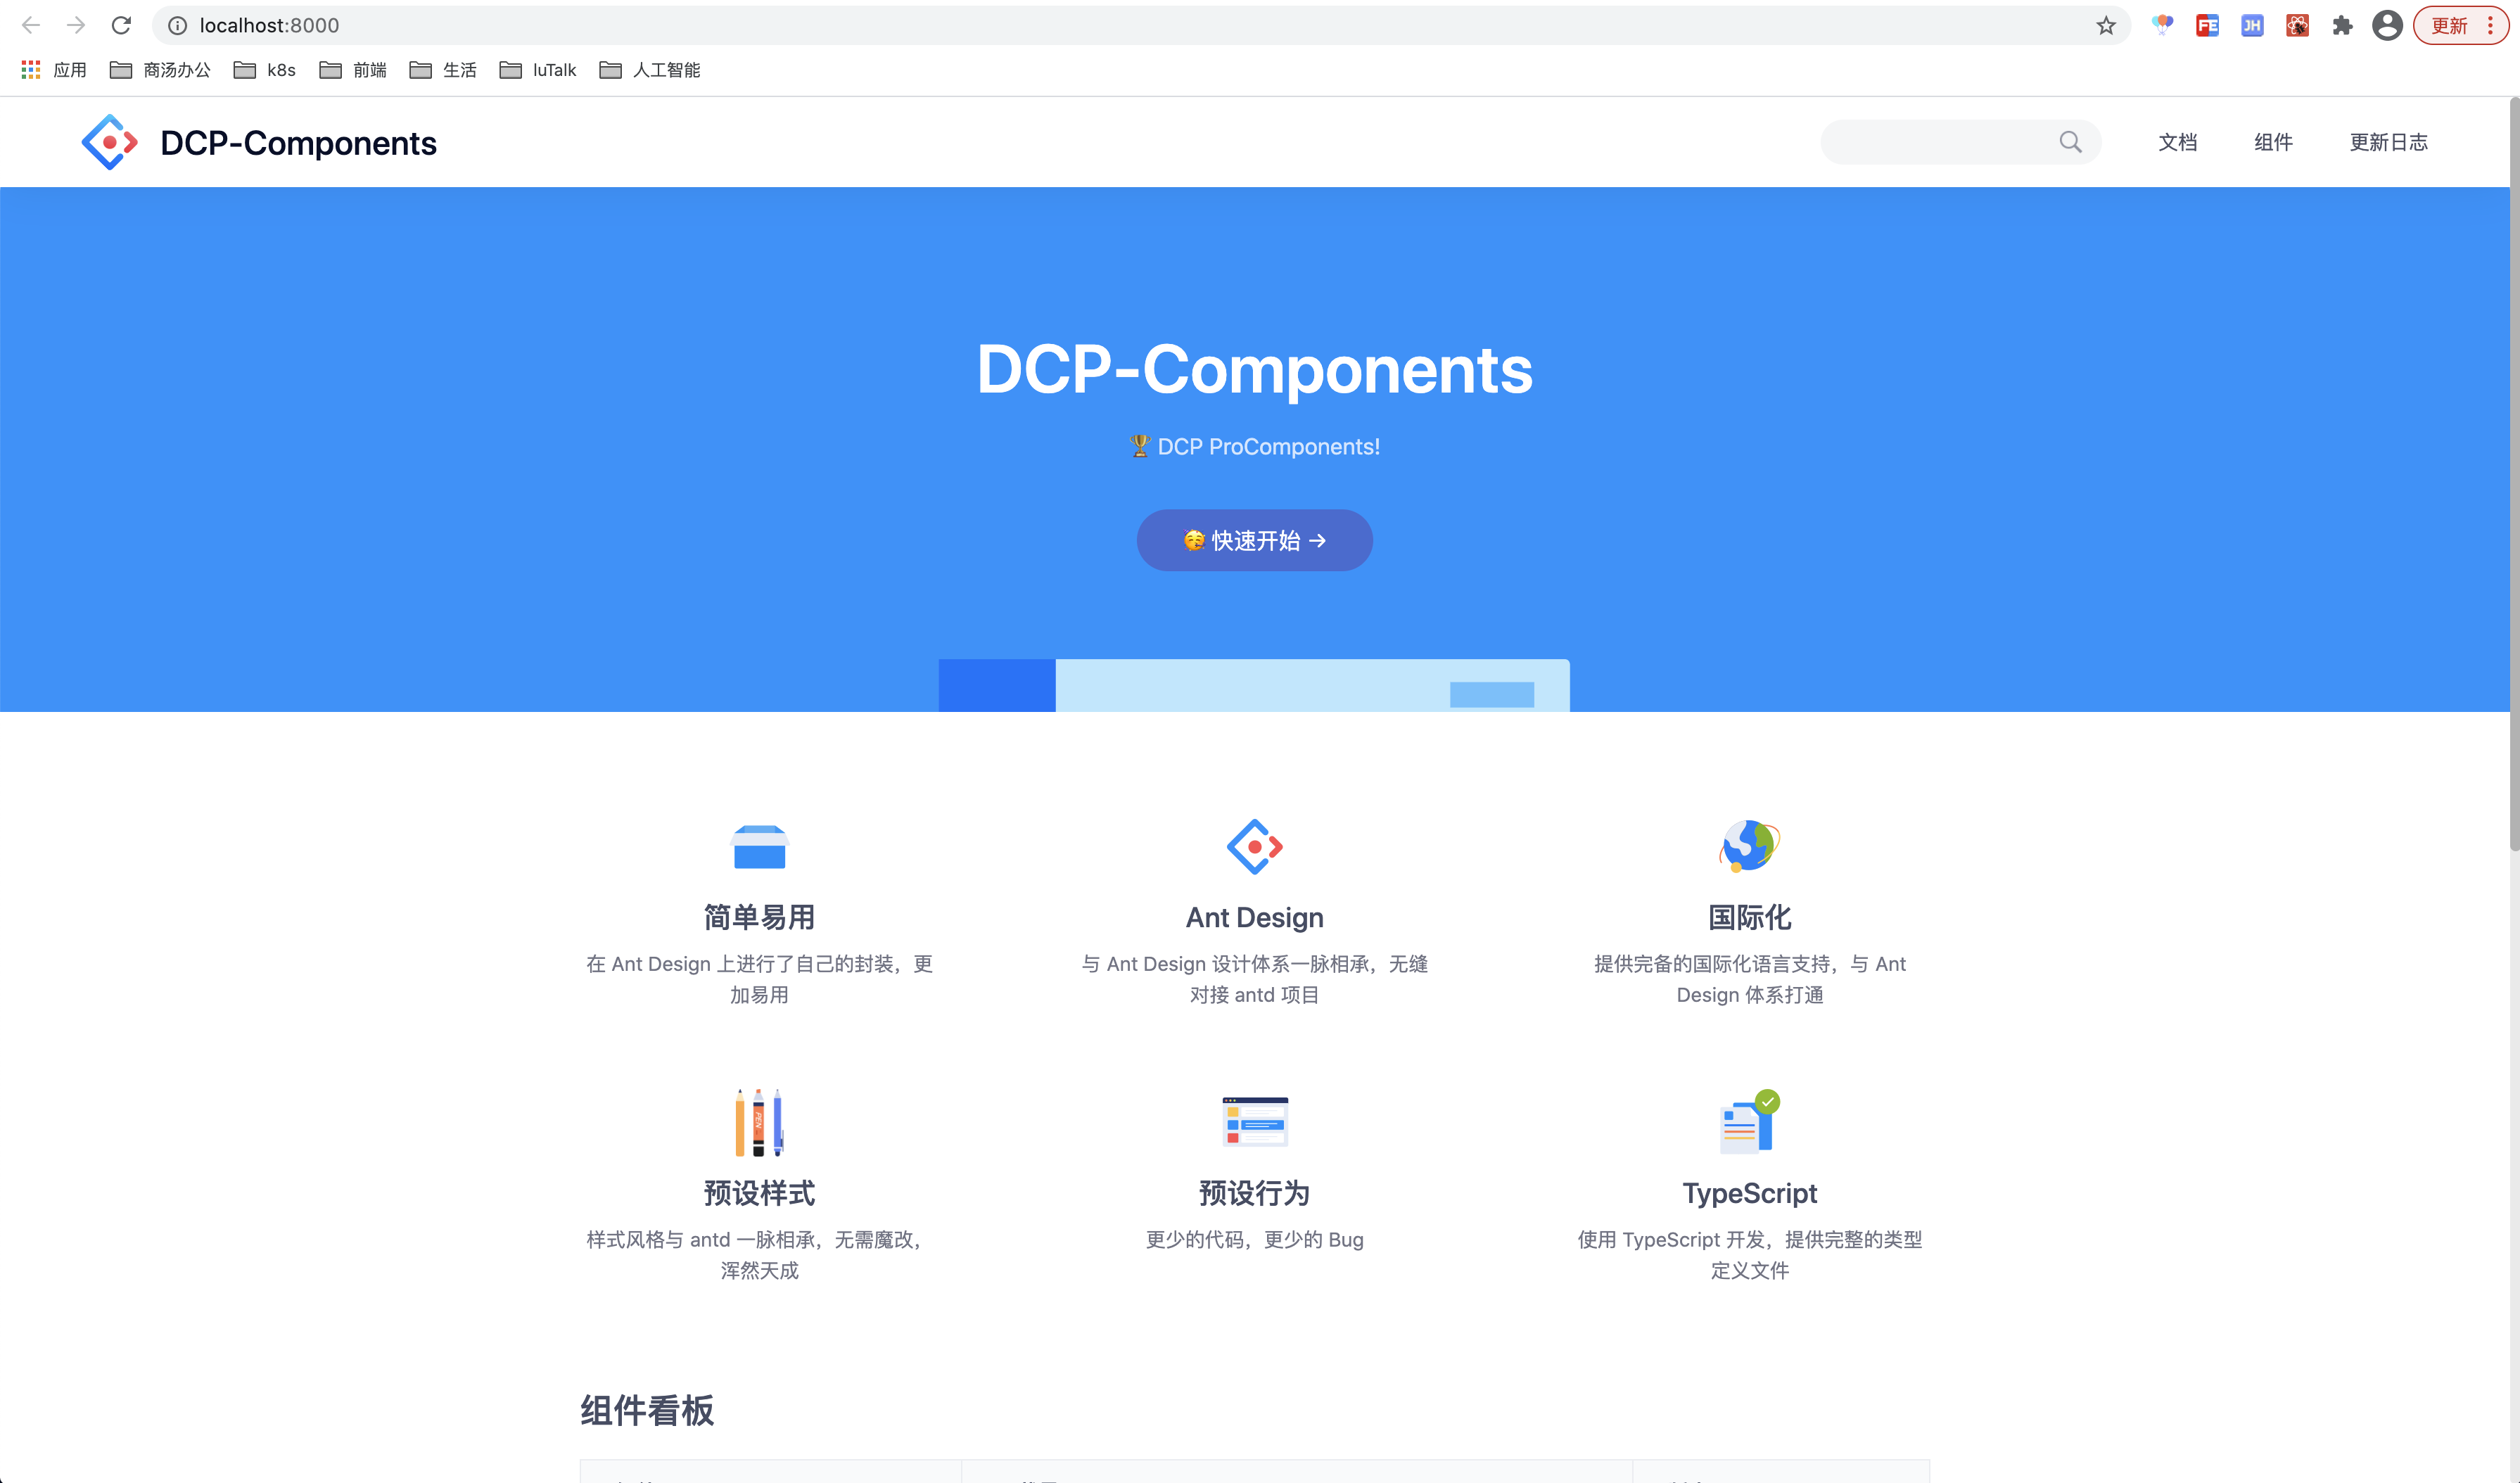 localhost:8000
更新
应用
商汤办公
k8s
前端
生活
luTalk
人工智能
DCP-Components
文档
组件
更新日志
DCP-Components
🏆 DCP ProComponents!
🥳 快速开始 →
简单易用
在 Ant Design 上进行了自己的封装，更
加易用
Ant Design
与 Ant Design 设计体系一脉相承，无缝
对接 antd 项目
国际化
提供完备的国际化语言支持，与 Ant
Design 体系打通
预设样式
样式风格与 antd 一脉相承，无需魔改，
浑然天成
预设行为
更少的代码，更少的 Bug
TypeScript
使用 TypeScript 开发，提供完整的类型
定义文件
组件看板